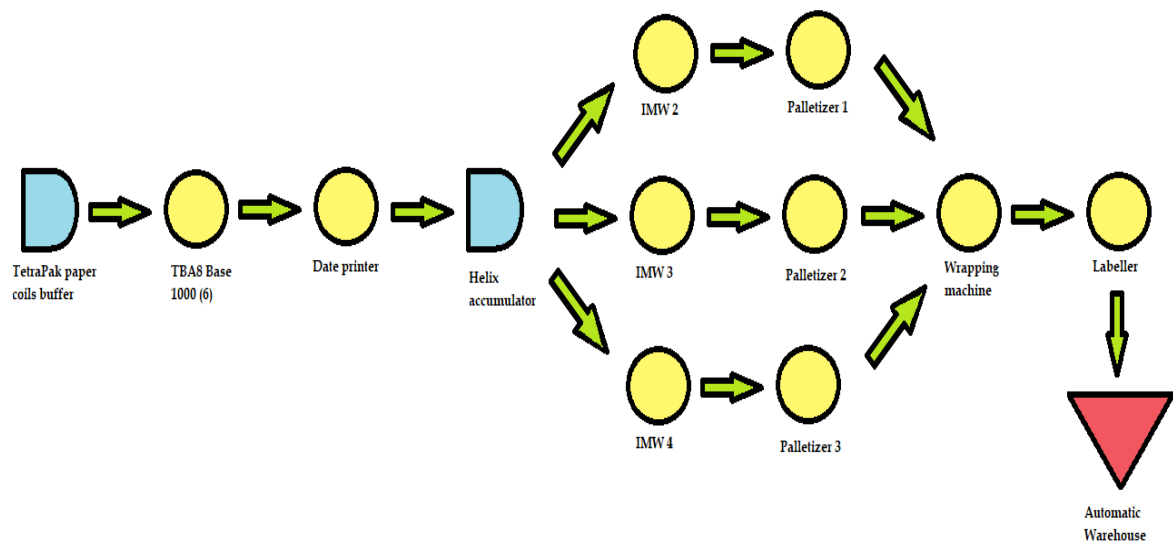 IMW 2
Palletizer 1
TetraPak paper
coils buffer
TBA8 Base
1000 (6)
Date printer
Helix
accumulator
IMW 3
Palletizer 2
Wrapping
machine
Labeller
IMW 4
Palletizer 3
Automatic
Warehouse